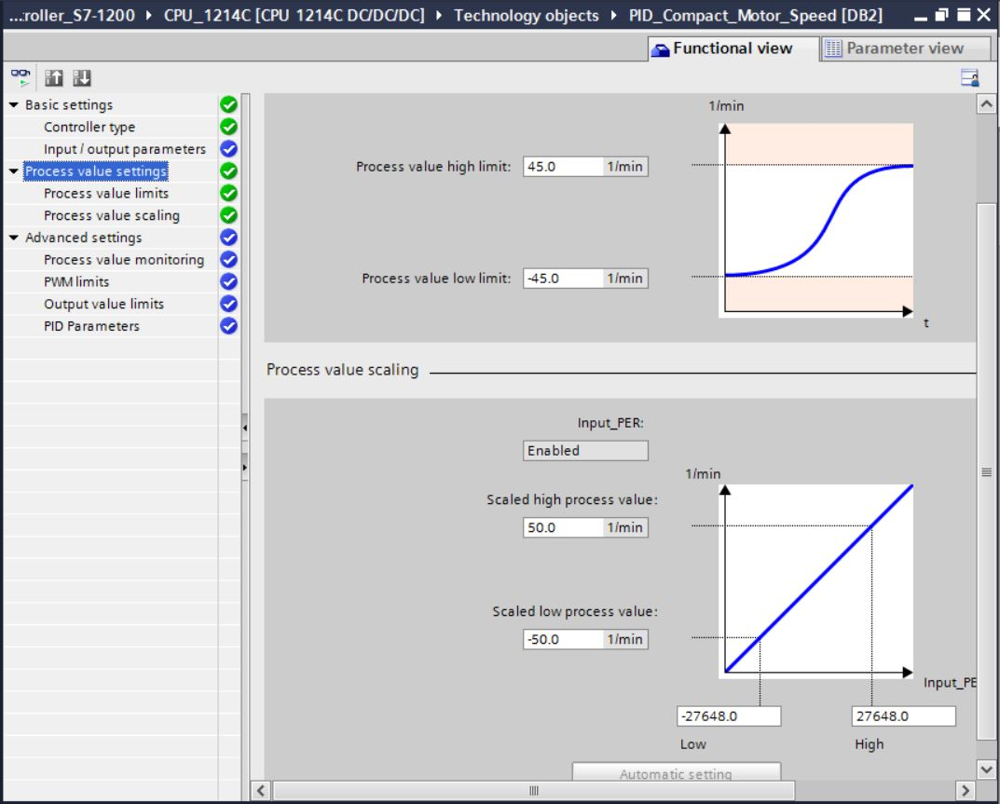 ...:roller_S7-1200 ▸ CPU_1214C [CPU 1214C DC/DC/DC] ▸ Technology objects ▸ PID_Compact_Motor_Speed [DB2]
Functional view
Parameter view
Basic settings
Controller type
Input / output parameters
Process value settings
Process value limits
Process value scaling
Advanced settings
Process value monitoring
PWM limits
Output value limits
PID Parameters
1/min
Process value high limit: 45.0 1/min
Process value low limit: -45.0 1/min
t
Process value scaling
Input_PER:
Enabled
1/min
Scaled high process value:
50.0 1/min
Scaled low process value:
-50.0 1/min
Input_PE
-27648.0 27648.0
Low High
Automatic setting